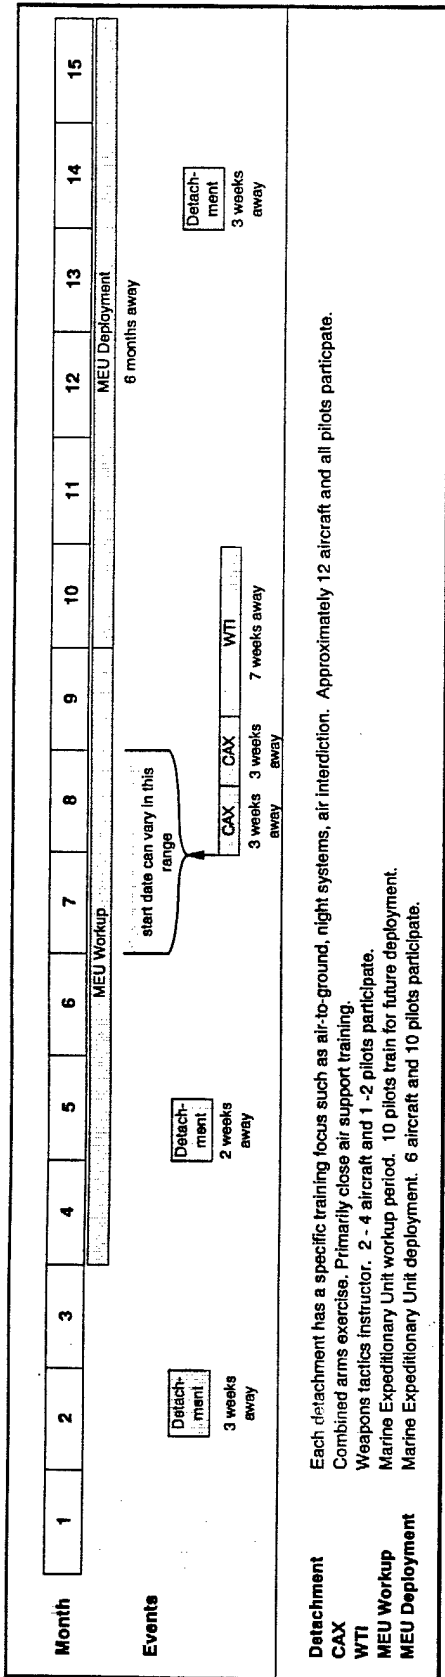 Month 1 2 3 4 5 6 7 8 9 10 11 12 13 14 15
MEU Workup MEU Deployment
6 months away
Events
Detach-
ment
3 weeks
away
Detach-
ment
2 weeks
away
start date can vary in this
range
CAX CAX WTI
3 weeks
away
3 weeks
away
7 weeks away
Detach-
ment
3 weeks
away
Detachment Each detachment has a specific training focus such as air-to-ground, night systems, air interdiction. Approximately 12 aircraft and all pilots particpate.
CAX Combined arms exercise. Primarily close air support training.
WTI Weapons tactics instructor. 2 - 4 aircraft and 1 -2 pilots participate.
MEU Workup Marine Expeditionary Unit workup period. 10 pilots train for future deployment.
MEU Deployment Marine Expeditionary Unit deployment. 6 aircraft and 10 pilots participate.